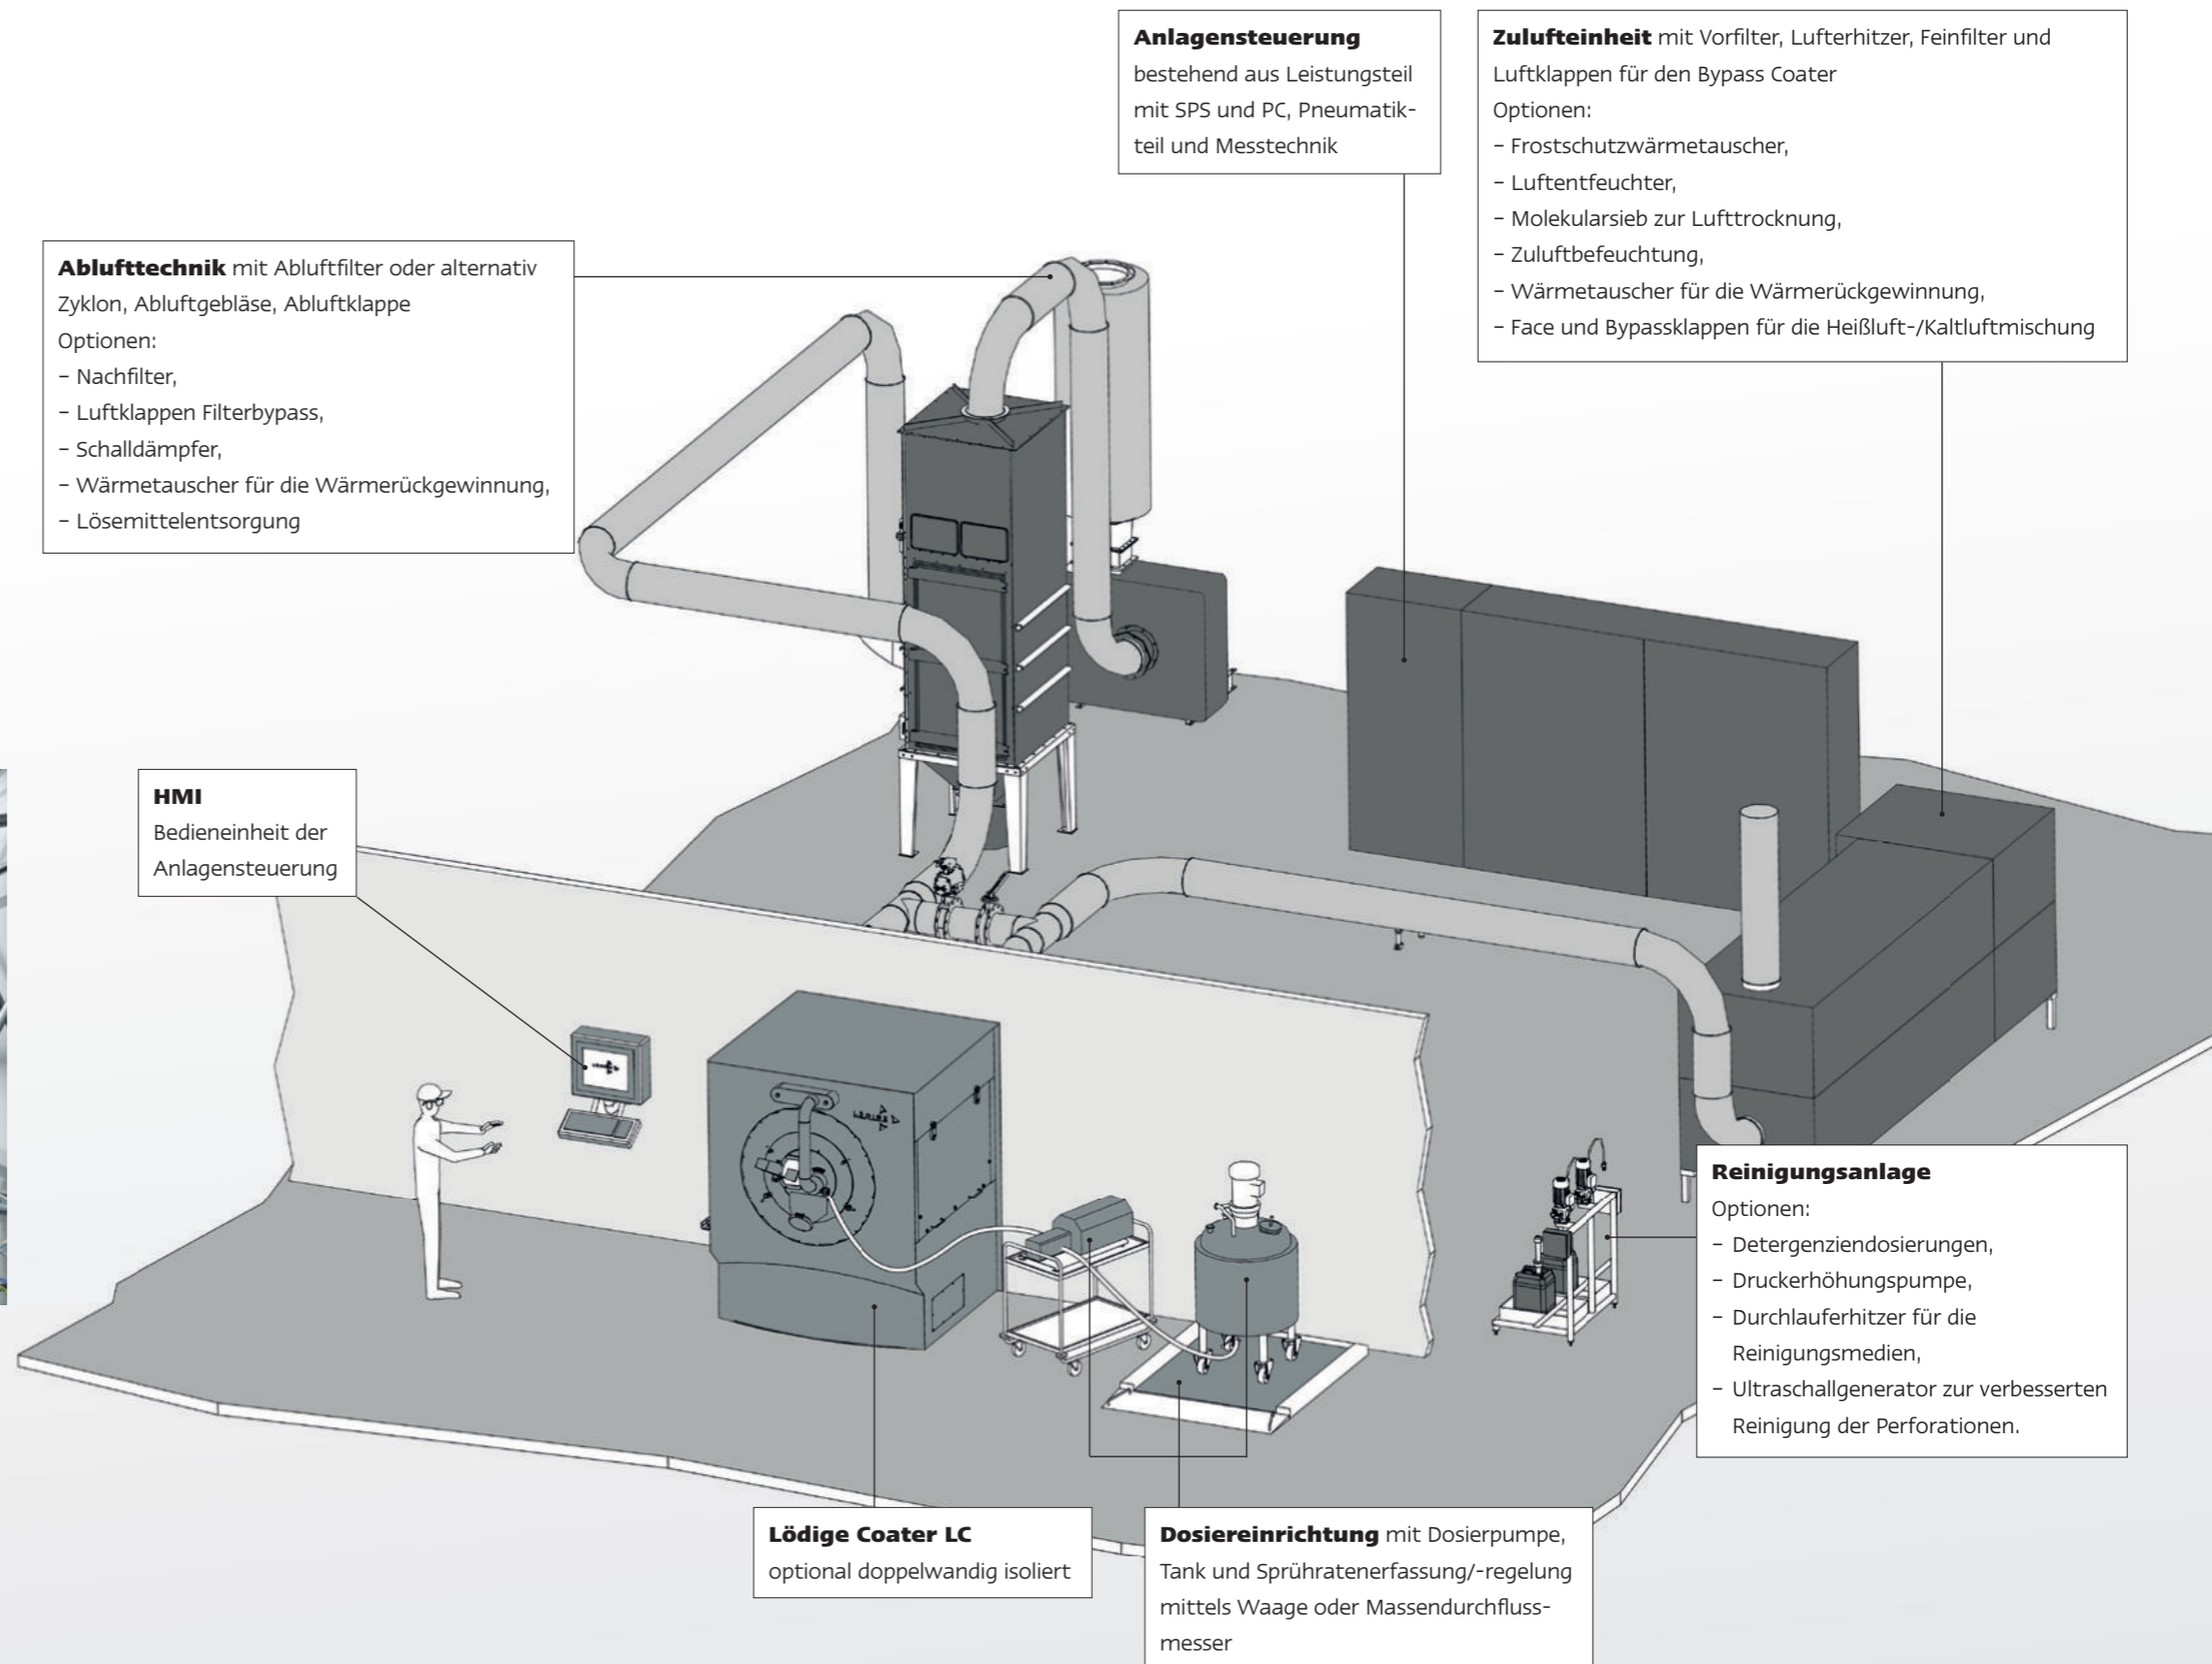 Anlagensteuerung
bestehend aus Leistungsteil
mit SPS und PC, Pneumatik-
teil und Messtechnik
Zulufteinheit mit Vorfilter, Lufterhitzer, Feinfilter und
Luftklappen für den Bypass Coater
Optionen:
– Frostschutzwärmetauscher,
– Luftentfeuchter,
– Molekularsieb zur Lufttrocknung,
– Zuluftbefeuchtung,
– Wärmetauscher für die Wärmerückgewinnung,
– Face und Bypassklappen für die Heißluft-/Kaltluftmischung
Ablufttechnik mit Abluftfilter oder alternativ
Zyklon, Abluftgebläse, Abluftklappe
Optionen:
– Nachfilter,
– Luftklappen Filterbypass,
– Schalldämpfer,
– Wärmetauscher für die Wärmerückgewinnung,
– Lösemittelentsorgung
HMI
Bedieneinheit der
Anlagensteuerung
Reinigungsanlage
Optionen:
– Detergenziendosierungen,
– Druckerhöhungspumpe,
– Durchlauferhitzer für die
Reinigungsmedien,
– Ultraschallgenerator zur verbesserten
Reinigung der Perforationen.
Lödige Coater LC
optional doppelwandig isoliert
Dosiereinrichtung mit Dosierpumpe,
Tank und Sprühratenerfassung/-regelung
mittels Waage oder Massendurchfluss-
messer